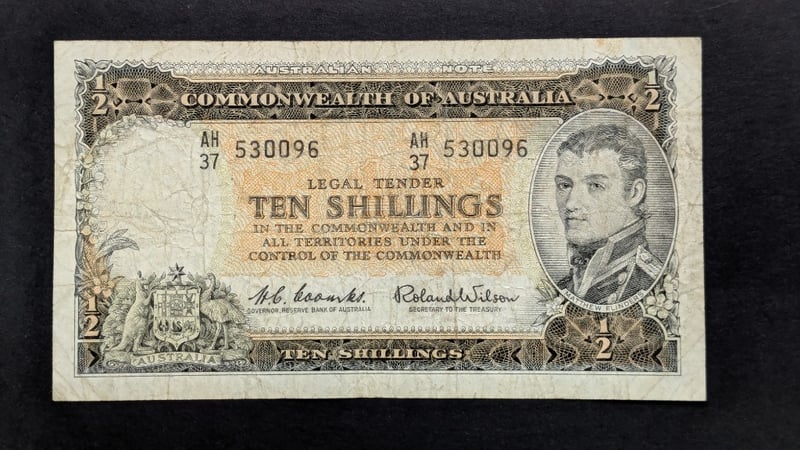 AUSTRALIAN NOTE
1/2 1/2
COMMONWEALTH OF AUSTRALIA
AH 37 530096 AH 37 530096
LEGAL TENDER
TEN SHILLINGS
IN THE COMMONWEALTH AND IN
ALL TERRITORIES UNDER THE
CONTROL OF THE COMMONWEALTH
H.C. Coombs. Roland Wilson
GOVERNOR, RESERVE BANK OF AUSTRALIA SECRETARY TO THE TREASURY
MATTHEW FLINDERS
1/2 1/2
AUSTRALIA
TEN SHILLINGS